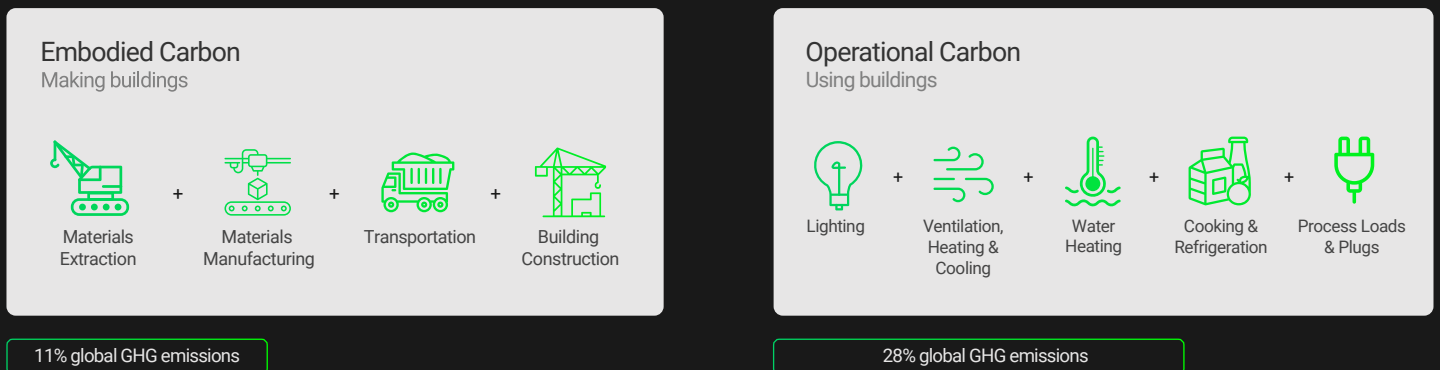 Embodied Carbon
Making buildings
Materials
Extraction
+
Materials
Manufacturing
+
Transportation
+
Building
Construction
11% global GHG emissions
Operational Carbon
Using buildings
Lighting
+
Ventilation,
Heating &
Cooling
+
Water
Heating
+
Cooking &
Refrigeration
+
Process Loads
& Plugs
28% global GHG emissions